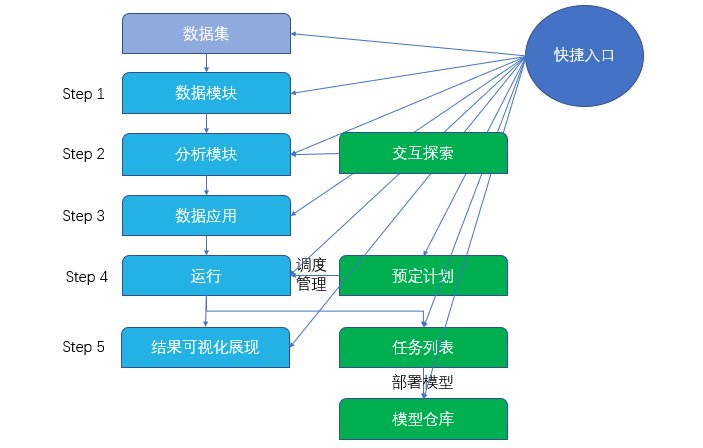 数据集
快捷入口
Step 1
数据模块
Step 2
分析模块
交互探索
Step 3
数据应用
Step 4
运行
调度
管理
预定计划
Step 5
结果可视化展现
任务列表
部署模型
模型仓库